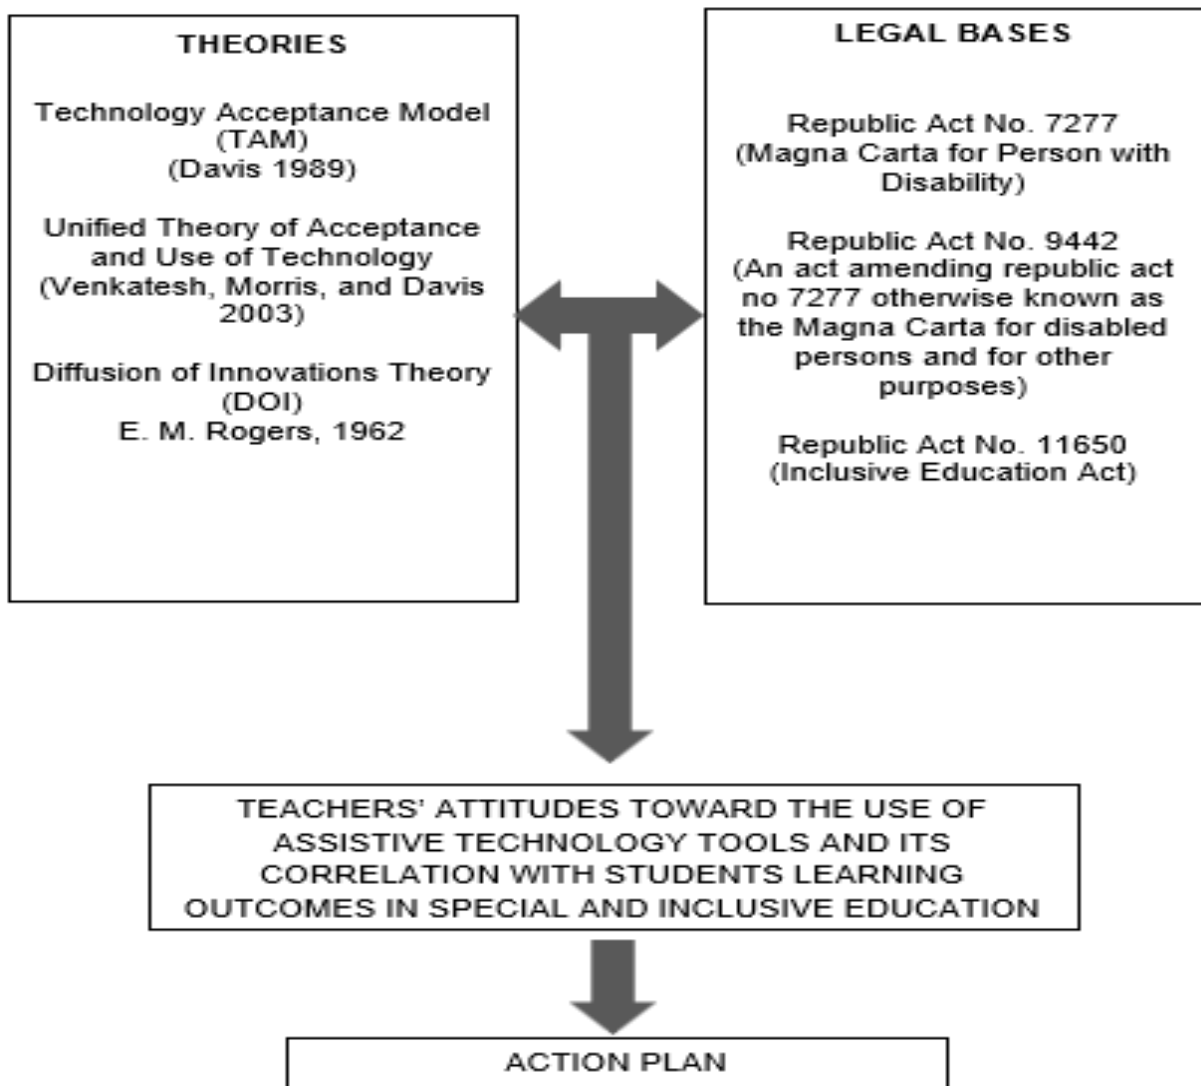 THEORIES
Technology Acceptance Model
(TAM)
(Davis 1989)
Unified Theory of Acceptance
and Use of Technology
(Venkatesh, Morris, and Davis
2003)
Diffusion of Innovations Theory
(DOI)
E. M. Rogers, 1962
LEGAL BASES
Republic Act No. 7277
(Magna Carta for Person with
Disability)
Republic Act No. 9442
(An act amending republic act
no 7277 otherwise known as
the Magna Carta for disabled
persons and for other
purposes)
Republic Act No. 11650
(Inclusive Education Act)
TEACHERS' ATTITUDES TOWARD THE USE OF
ASSISTIVE TECHNOLOGY TOOLS AND ITS
CORRELATION WITH STUDENTS LEARNING
OUTCOMES IN SPECIAL AND INCLUSIVE EDUCATION
ACTION PLAN